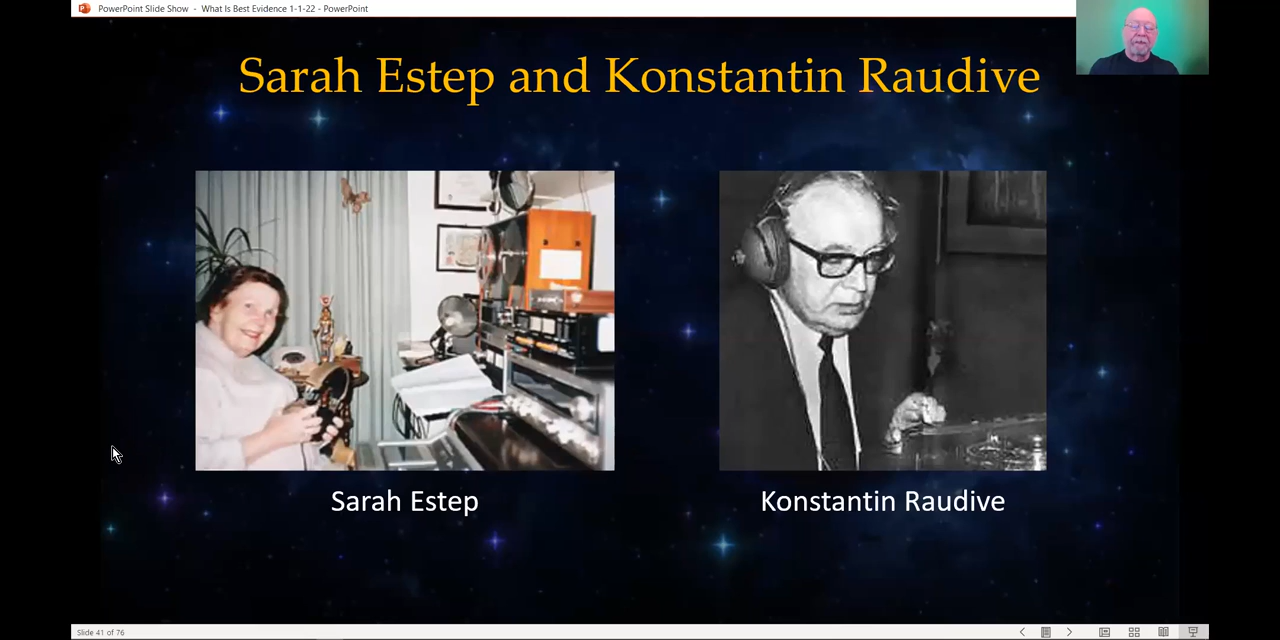 PowerPoint Slide Show - What Is Best Evidence 1-1-22 - PowerPoint
Sarah Estep and Konstantin Raudive
Sarah Estep
Konstantin Raudive
Slide 41 of 76